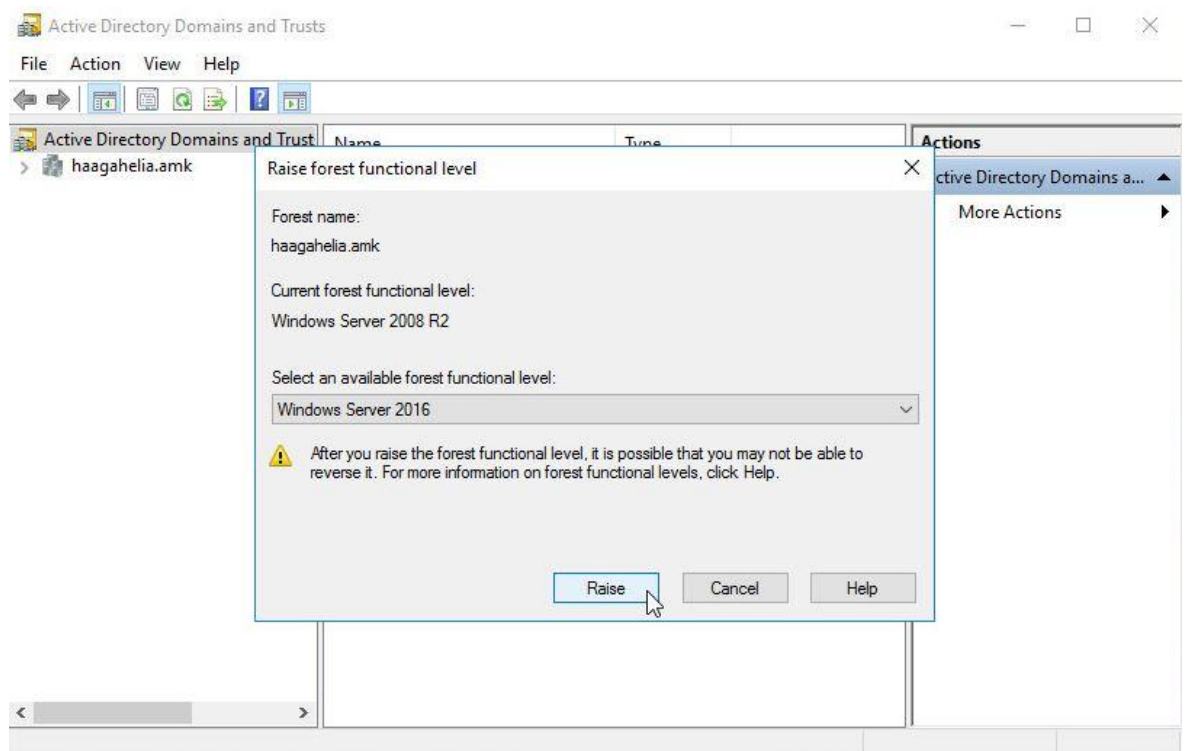 Active Directory Domains and Trusts
File Action View Help
Active Directory Domains and Trust
haagahelia.amk
Name Type
Actions
ctive Directory Domains a...
More Actions
Raise forest functional level
Forest name:
haagahelia.amk
Current forest functional level:
Windows Server 2008 R2
Select an available forest functional level:
Windows Server 2016
After you raise the forest functional level, it is possible that you may not be able to
reverse it. For more information on forest functional levels, click Help.
Raise Cancel Help